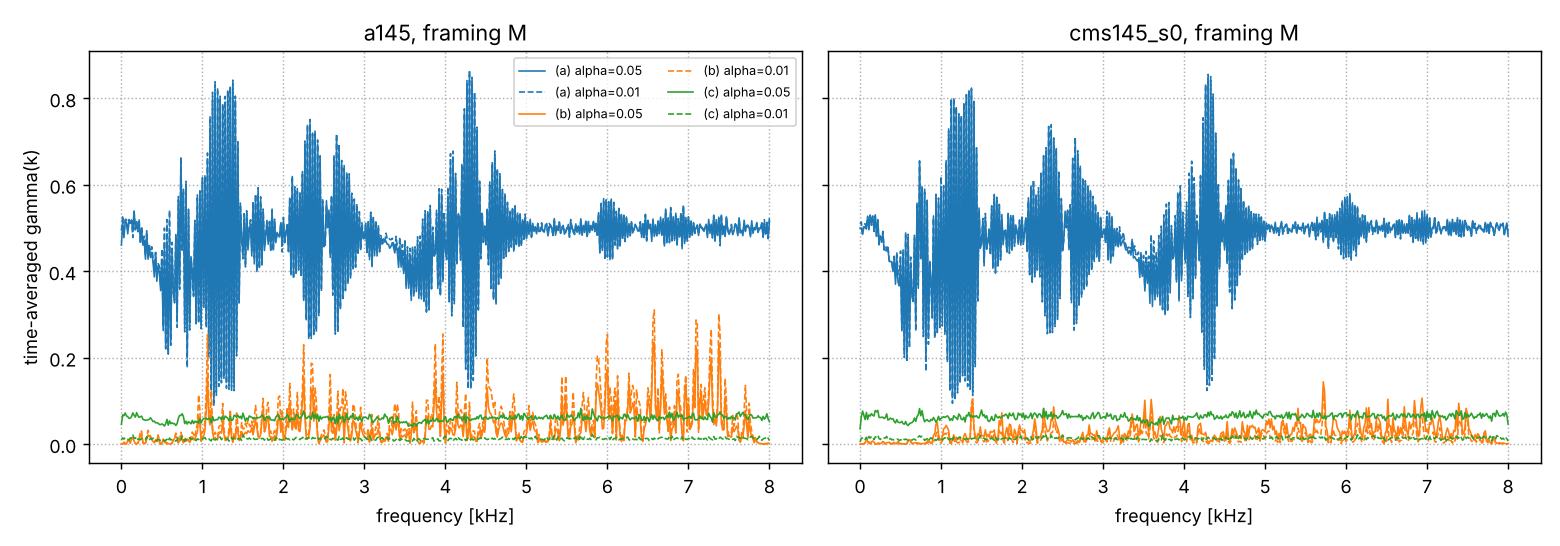 a145, framing M
cms145_s0, framing M
time-averaged gamma(k)
0.8
0.6
0.4
0.2
0.0
(a) alpha=0.05
(a) alpha=0.01
(b) alpha=0.05
(b) alpha=0.01
(c) alpha=0.05
(c) alpha=0.01
0 1 2 3 4 5 6 7 8
0 1 2 3 4 5 6 7 8
frequency [kHz]
frequency [kHz]